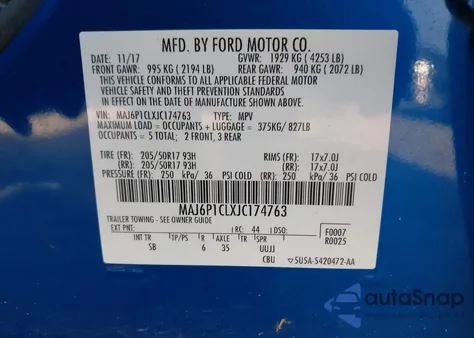 MFD. BY FORD MOTOR CO.
DATE: 11/17 GVWR: 1929 KG ( 4253 LB)
FRONT GAWR: 995 KG ( 2194 LB) REAR GAWR: 940 KG ( 2072 LB)
THIS VEHICLE CONFORMS TO ALL APPLICABLE FEDERAL MOTOR
VEHICLE SAFETY AND THEFT PREVENTION STANDARDS IN
EFFECT ON THE DATE OF MANUFACTURE SHOWN ABOVE.
VIN: MAJ6P1CLXJC174763 TYPE: MPV
MAXIMUM LOAD = OCCUPANTS + LUGGAGE = 375KG/ 827LB
OCCUPANTS = 5 TOTAL; 2 FRONT, 3 REAR
TIRE (FR) 205/50R17 93H RIMS (FR) 17x7.0J
(RR) 205/50R17 93H (RR) 17x7.0J
PRESSURE (FR) 250 kPa/ 36 PSI COLD (RR) 250 kPa/ 36 PSI COLD
MAJ6P1CLXJC174763
TRAILER TOWING - SEE OWNER GUIDE
EXT PNT: RC: 44 DSO: F0007
R0025
INT TR TP/PS R AXLE TR SPR
SB 6 35 UUJJ
CBU 5U5A-5420472-AA
autoSnap